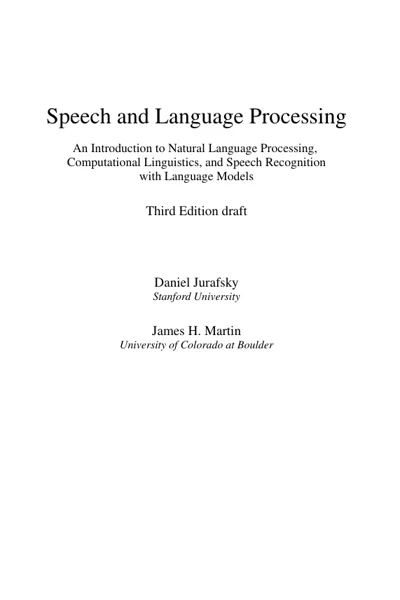 Speech and Language Processing
An Introduction to Natural Language Processing,
Computational Linguistics, and Speech Recognition
with Language Models
Third Edition draft
Daniel Jurafsky
Stanford University
James H. Martin
University of Colorado at Boulder